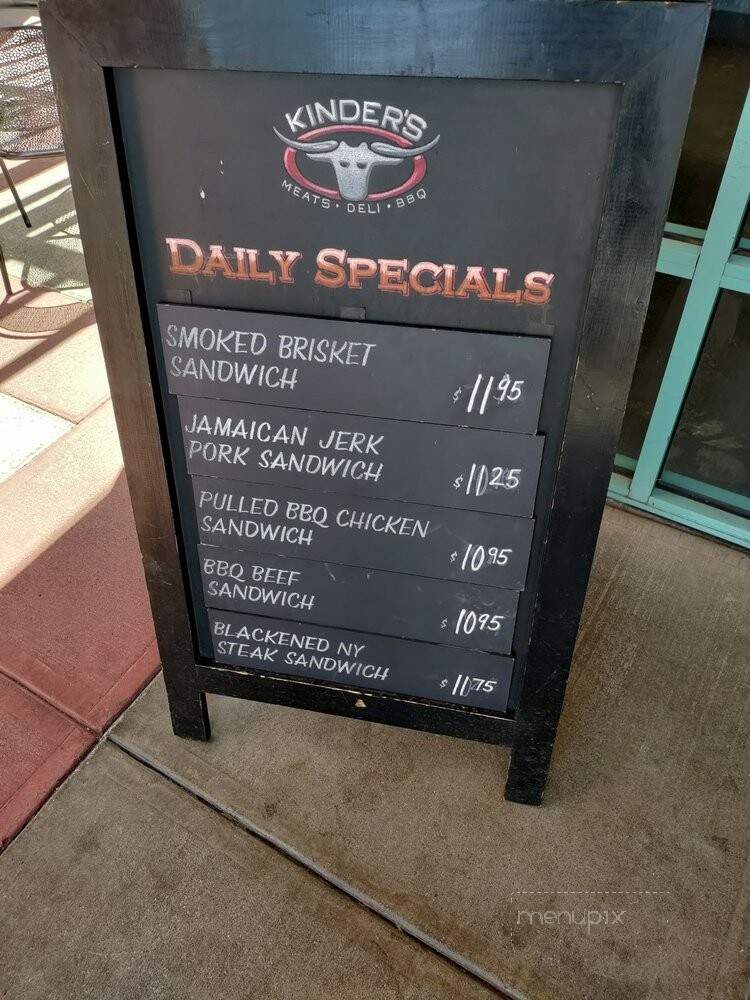 KINDER'S
MEATS • DELI • BBQ
DAILY SPECIALS
SMOKED BRISKET
SANDWICH
$ 11 95
JAMAICAN JERK
PORK SANDWICH
$ 10 25
PULLED BBQ CHICKEN
SANDWICH
$ 10 95
BBQ BEEF
SANDWICH
$ 10 95
BLACKENED NY
STEAK SANDWICH
$ 11 75
menupix